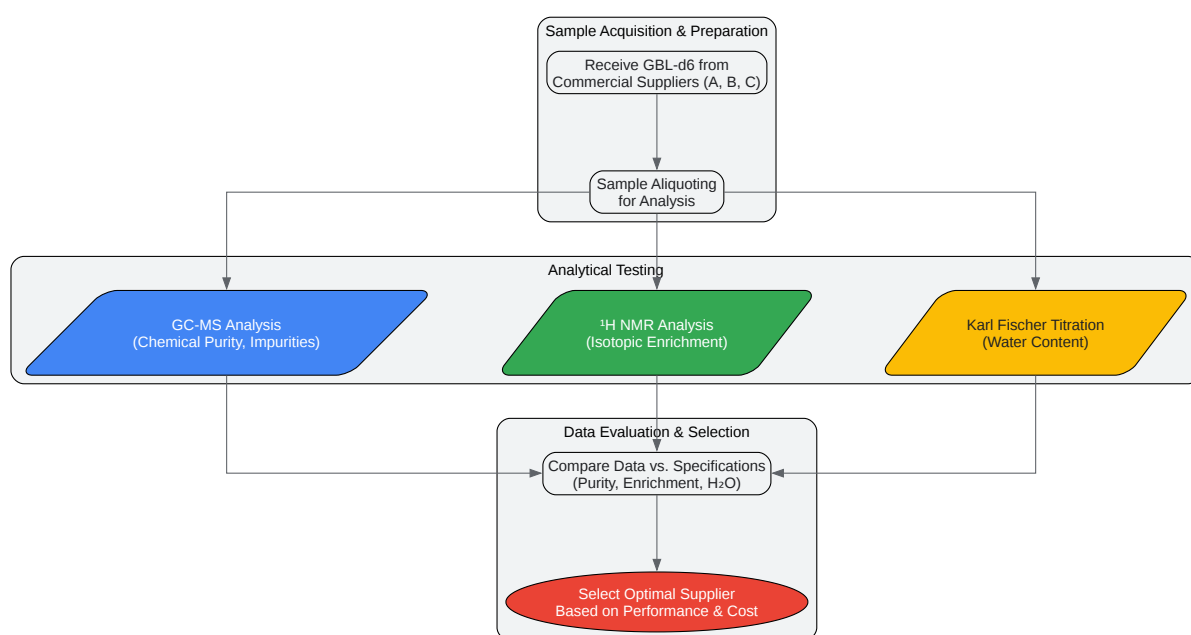 Sample Acquisition & Preparation
Receive GBL-d6 from
Commercial Suppliers (A, B, C)
Sample Aliquoting
for Analysis
Analytical Testing
GC-MS Analysis
(Chemical Purity, Impurities)
¹H NMR Analysis
(Isotopic Enrichment)
Karl Fischer Titration
(Water Content)
Data Evaluation & Selection
Compare Data vs. Specifications
(Purity, Enrichment, H₂O)
Select Optimal Supplier
Based on Performance & Cost